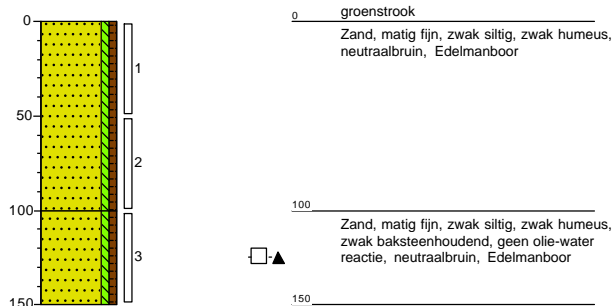 0
50
100
150
1
2
3
0
groenstrook
Zand, matig fijn, zwak siltig, zwak humeus,
neutraalbruin, Edelmanboor
100
Zand, matig fijn, zwak siltig, zwak humeus,
zwak baksteenhoudend, geen olie-water
reactie, neutraalbruin, Edelmanboor
150